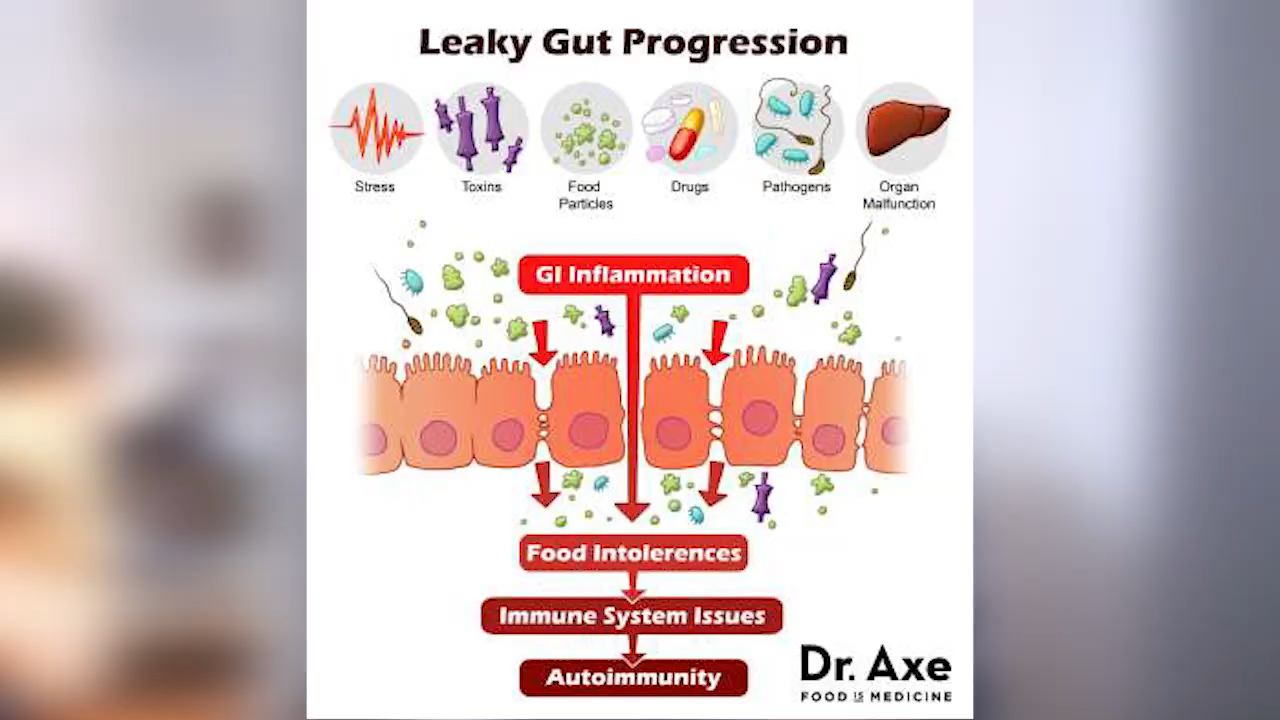 Leaky Gut Progression
Stress
Toxins
Food
Particles
Drugs
Pathogens
Organ
Malfunction
GI Inflammation
Food Intolerences
Immune System Issues
Autoimmunity
Dr. Axe
FOOD IS MEDICINE